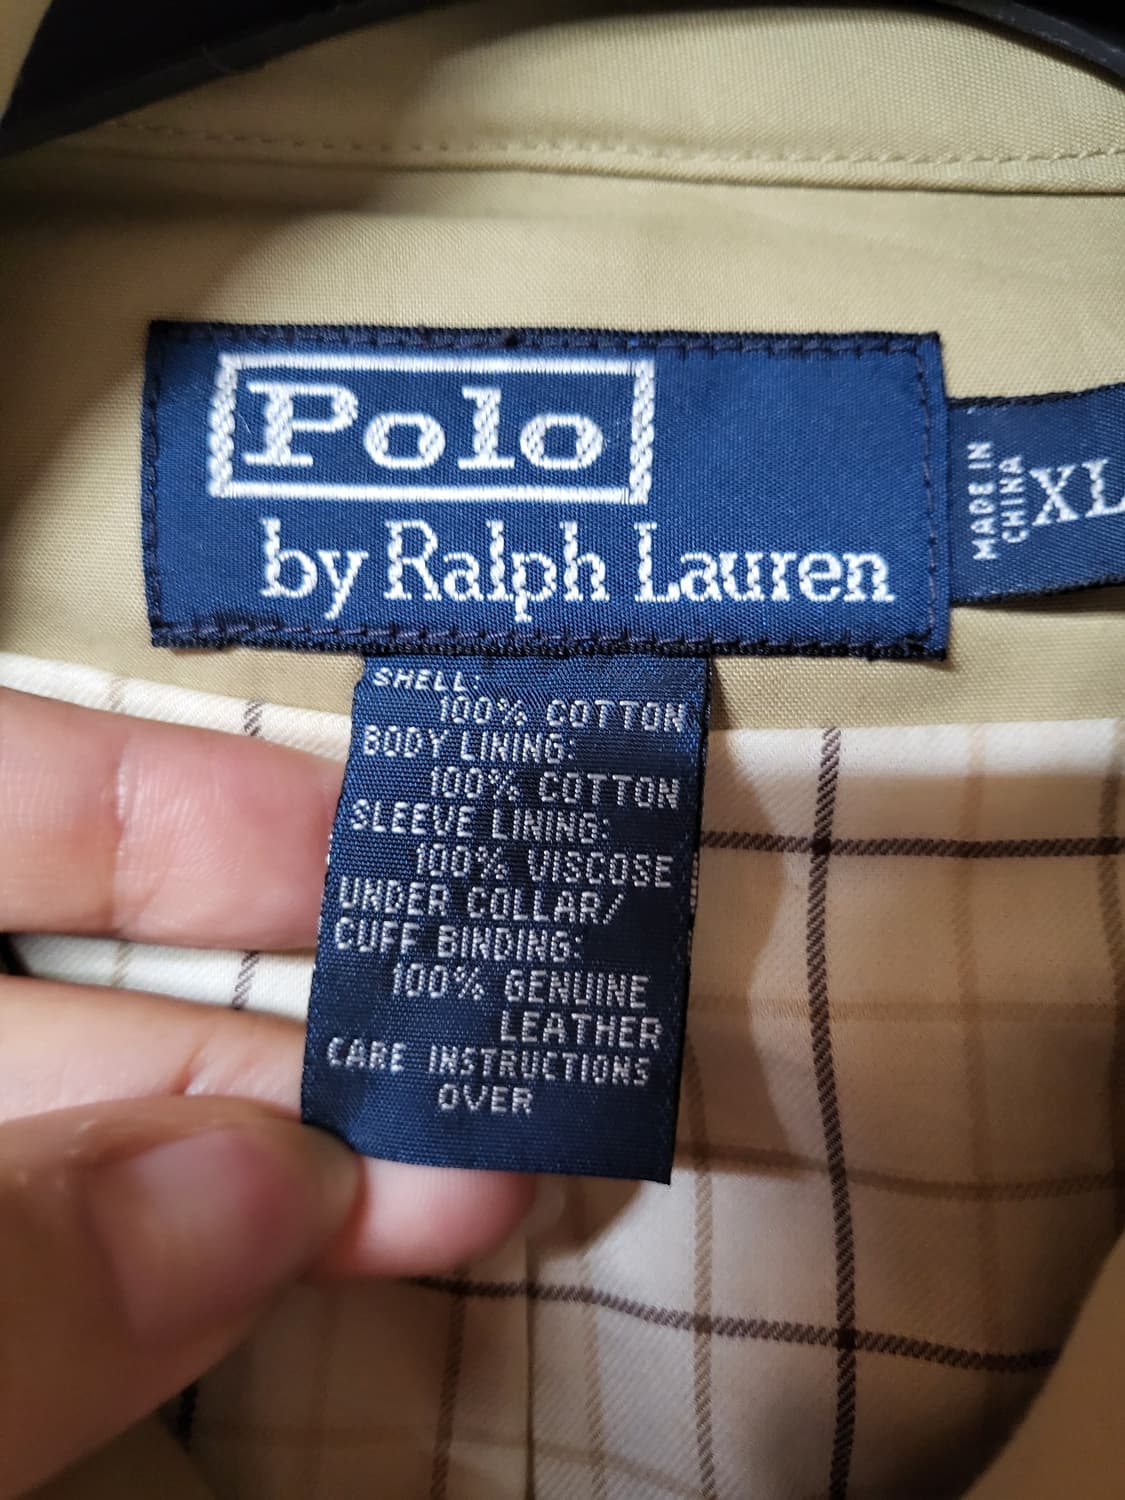 Polo
by Ralph Lauren
MADE IN
CHINA
XL
SHELL:
100% COTTON
BODY LINING:
100% COTTON
SLEEVE LINING:
100% VISCOSE
UNDER COLLAR/
CUFF BINDING:
100% GENUINE
LEATHER
CARE INSTRUCTIONS
OVER